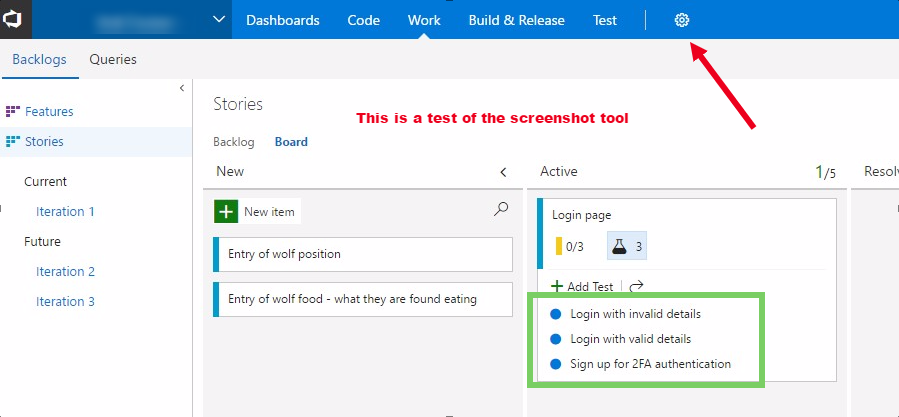 Dashboards Code Work Build & Release Test
Backlogs Queries
Features
Stories
Current
Iteration 1
Future
Iteration 2
Iteration 3
Stories
This is a test of the screenshot tool
Backlog Board
New
New item
Entry of wolf position
Entry of wolf food - what they are found eating
Active 1/5
Login page
0/3 3
Add Test
Login with invalid details
Login with valid details
Sign up for 2FA authentication
Resolv